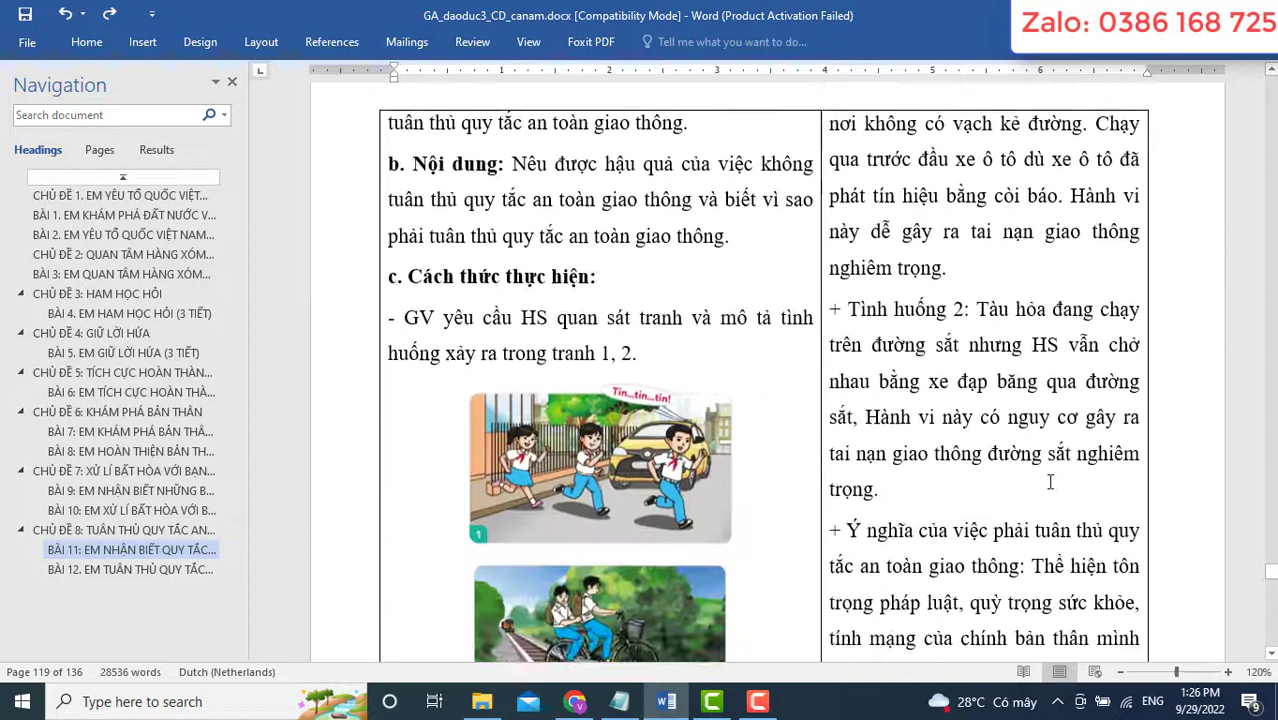 GA_daoduc3_CD_canam.docx [Compatibility Mode] - Word (Product Activation Failed)
Zalo: 0386 168 725
File Home Insert Design Layout References Mailings Review View Foxit PDF Tell me what you want to do...
Navigation
Search document
Headings Pages Results
CHỦ ĐỀ 1. EM YÊU TỔ QUỐC VIỆT...
BÀI 1. EM KHÁM PHÁ ĐẤT NƯỚC V...
BÀI 2. EM YÊU TỔ QUỐC VIỆT NAM...
CHỦ ĐỀ 2: QUAN TÂM HÀNG XÓM...
BÀI 3: EM QUAN TÂM HÀNG XÓM...
CHỦ ĐỀ 3: HAM HỌC HỎI
BÀI 4. EM HAM HỌC HỎI (3 TIẾT)
CHỦ ĐỀ 4: GIỮ LỜI HỨA
BÀI 5. EM GIỮ LỜI HỨA (3 TIẾT)
CHỦ ĐỀ 5: TÍCH CỰC HOÀN THÀN...
BÀI 6: EM TÍCH CỰC HOÀN THÀ...
CHỦ ĐỀ 6: KHÁM PHÁ BẢN THÂN
BÀI 7: EM KHÁM PHÁ BẢN THÂ...
BÀI 8: EM HOÀN THIỆN BẢN TH...
CHỦ ĐỀ 7: XỬ LÍ BẤT HÒA VỚI BẠN...
BÀI 9: EM NHẬN BIẾT NHỮNG B...
BÀI 10: EM XỬ LÍ BẤT HÒA VỚI B...
CHỦ ĐỀ 8: TUÂN THỦ QUY TẮC AN...
BÀI 11: EM NHẬN BIẾT QUY TẮC...
BÀI 12. EM TUÂN THỦ QUY TẮC...
1 2 3 4 5 6
tuân thủ quy tắc an toàn giao thông.
b. Nội dung: Nêu được hậu quả của việc không
tuân thủ quy tắc an toàn giao thông và biết vì sao
phải tuân thủ quy tắc an toàn giao thông.
c. Cách thức thực hiện:
- GV yêu cầu HS quan sát tranh và mô tả tình
huống xảy ra trong tranh 1, 2.
Tin...tin...tin!
1
nơi không có vạch kẻ đường. Chạy
qua trước đầu xe ô tô dù xe ô tô đã
phát tín hiệu bằng còi báo. Hành vi
này dễ gây ra tai nạn giao thông
nghiêm trọng.
+ Tình huống 2: Tàu hỏa đang chạy
trên đường sắt nhưng HS vẫn chở
nhau bằng xe đạp băng qua đường
sắt, Hành vi này có nguy cơ gây ra
tai nạn giao thông đường sắt nghiêm
trọng.
+ Ý nghĩa của việc phải tuân thủ quy
tắc an toàn giao thông: Thể hiện tôn
trọng pháp luật, quỳ trọng sức khỏe,
tính mạng của chính bản thân mình
Page 119 of 136 28536 words Dutch (Netherlands) 120%
Type here to search
28°C Có mây
ENG
1:26 PM
9/29/2022
9